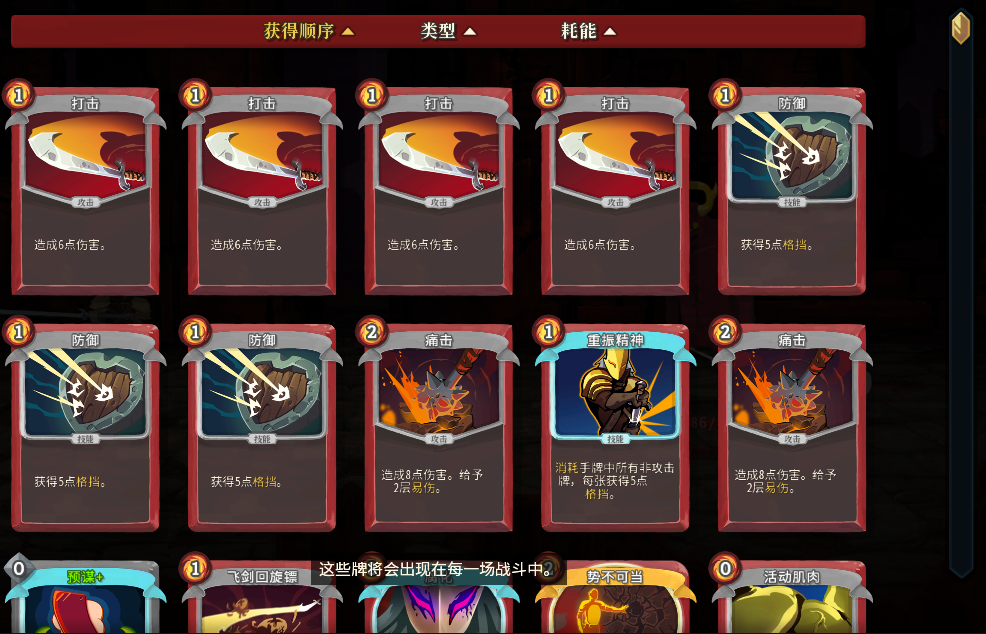 获得顺序 类型 耗能
1 打击 1 打击 1 打击 1 打击 1 防御
攻击 攻击 攻击 攻击 技能
造成6点伤害。 造成6点伤害。 造成6点伤害。 造成6点伤害。 获得5点格挡。
1 防御 1 防御 2 痛击 1 重振精神 2 痛击
技能 技能 攻击 技能 攻击
获得5点格挡。 获得5点格挡。 造成8点伤害。给予 消耗手牌中所有非攻击 造成8点伤害。给予
2层易伤。 牌，每张获得5点 2层易伤。
格挡。
0 预谋+ 1 飞剑回旋镖 势不可当 0 活动肌肉
这些牌将会出现在每一场战斗中。